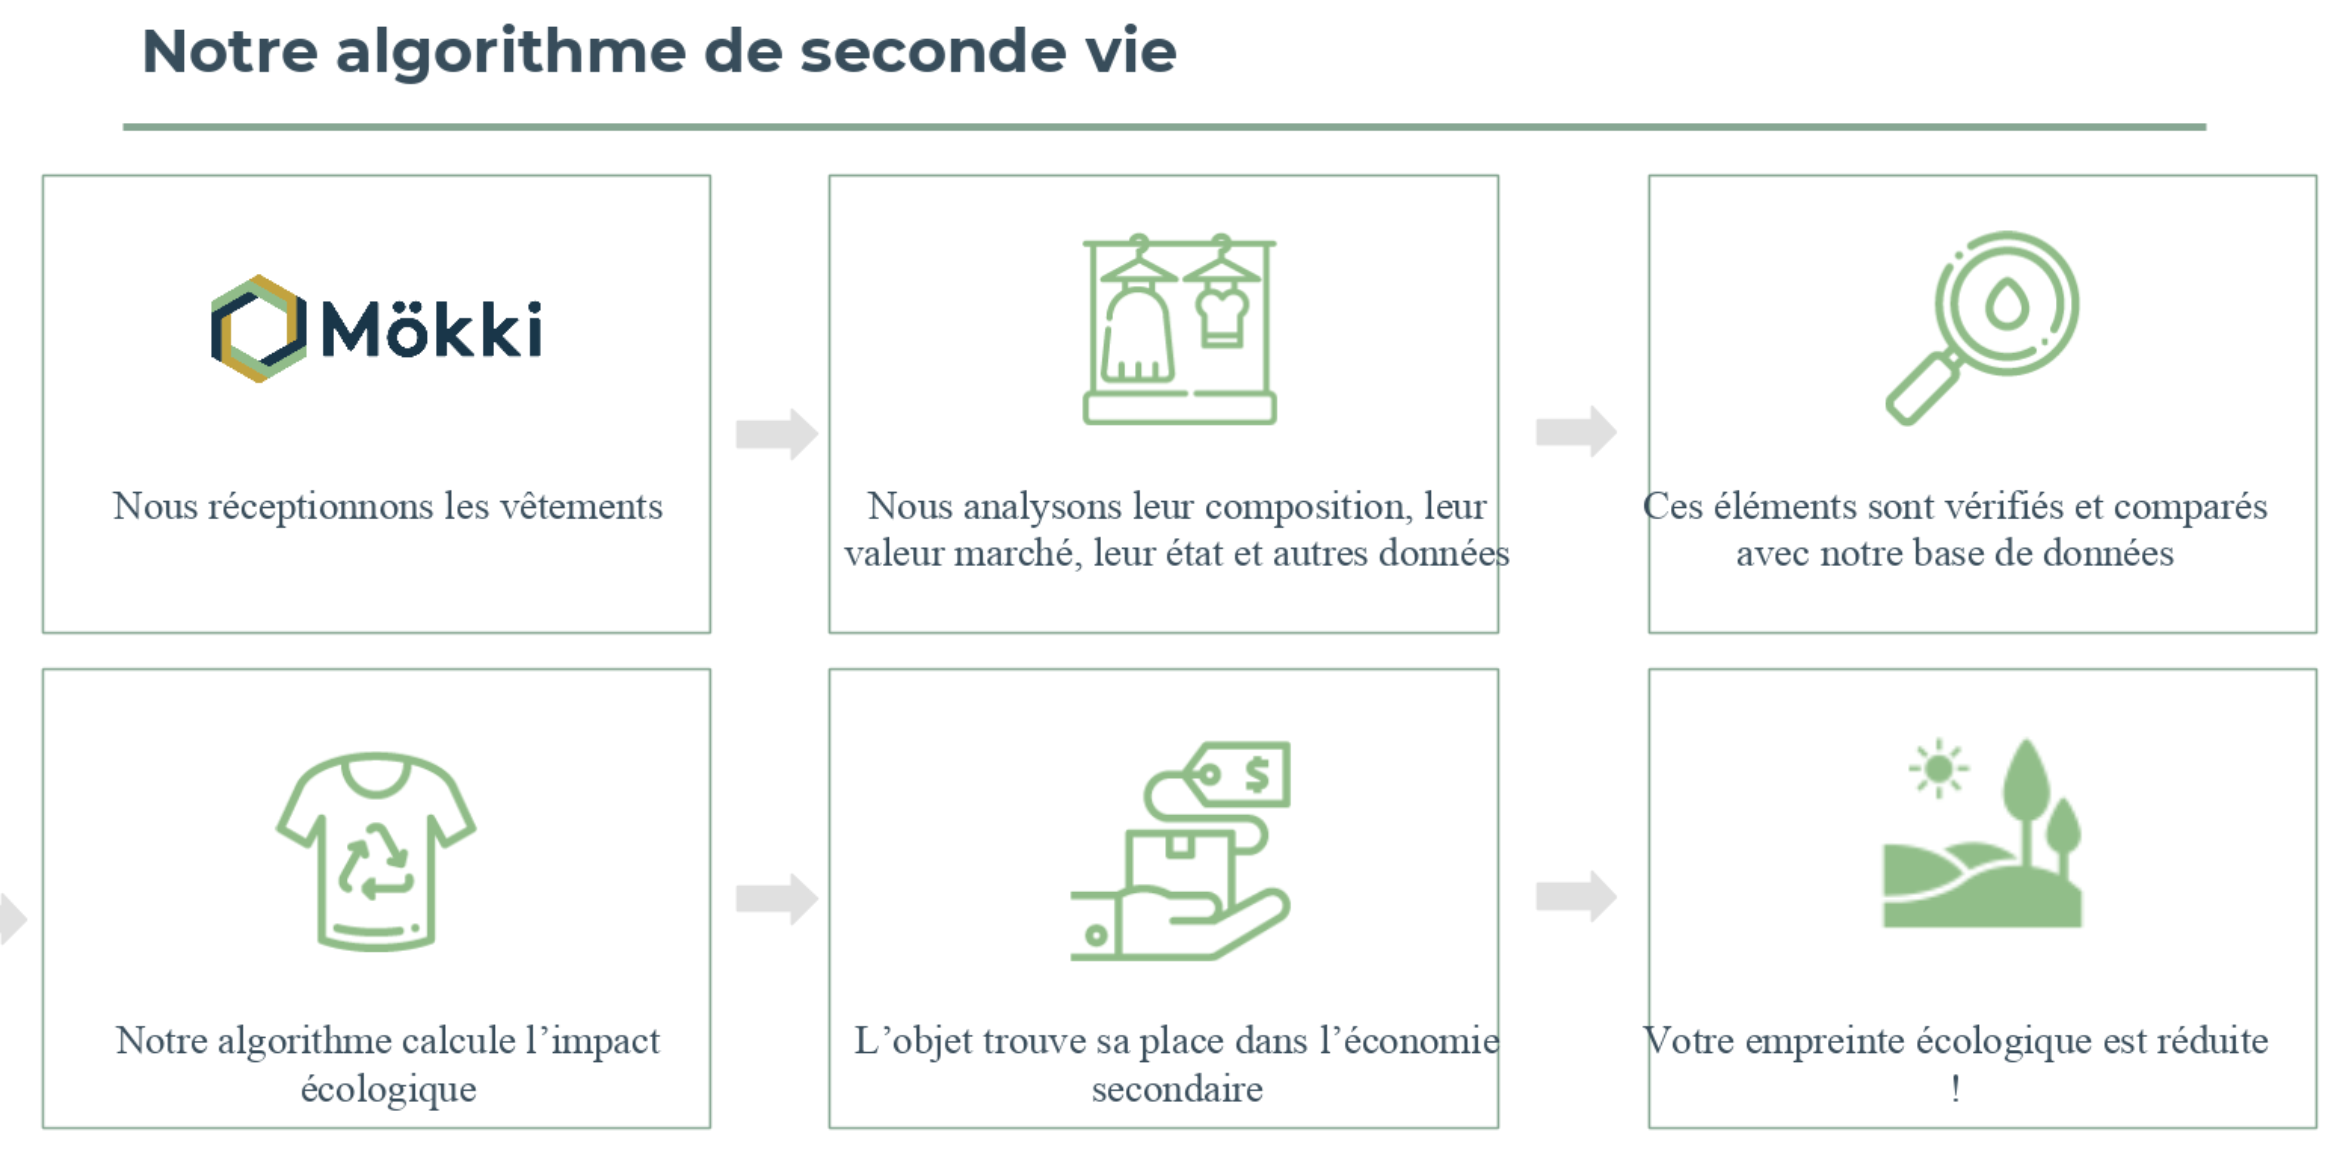 Notre algorithme de seconde vie
Mökki
Nous réceptionnons les vêtements
Nous analysons leur composition, leur
valeur marché, leur état et autres données
Ces éléments sont vérifiés et comparés
avec notre base de données
Notre algorithme calcule l’impact
écologique
$
L’objet trouve sa place dans l’économie
secondaire
Votre empreinte écologique est réduite
!